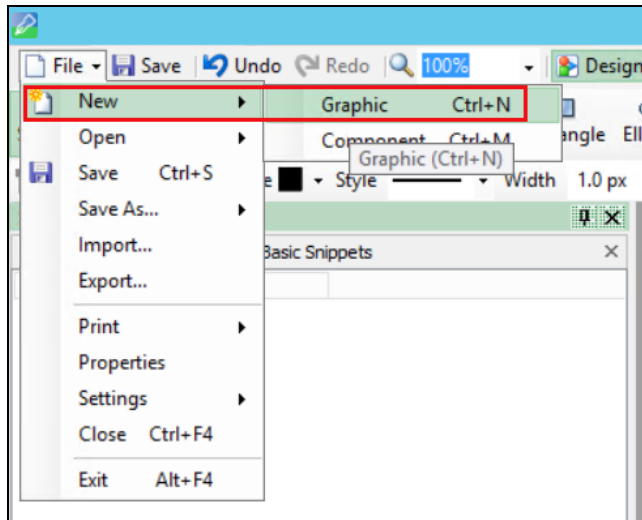 File Save Undo Redo 100% Design
New Graphic Ctrl+N
Open Component Ctrl+M angle Ell
Graphic (Ctrl+N)
Save Ctrl+S e Style Width 1.0 px
Save As...
Import... Basic Snippets
Export...
Print
Properties
Settings
Close Ctrl+F4
Exit Alt+F4